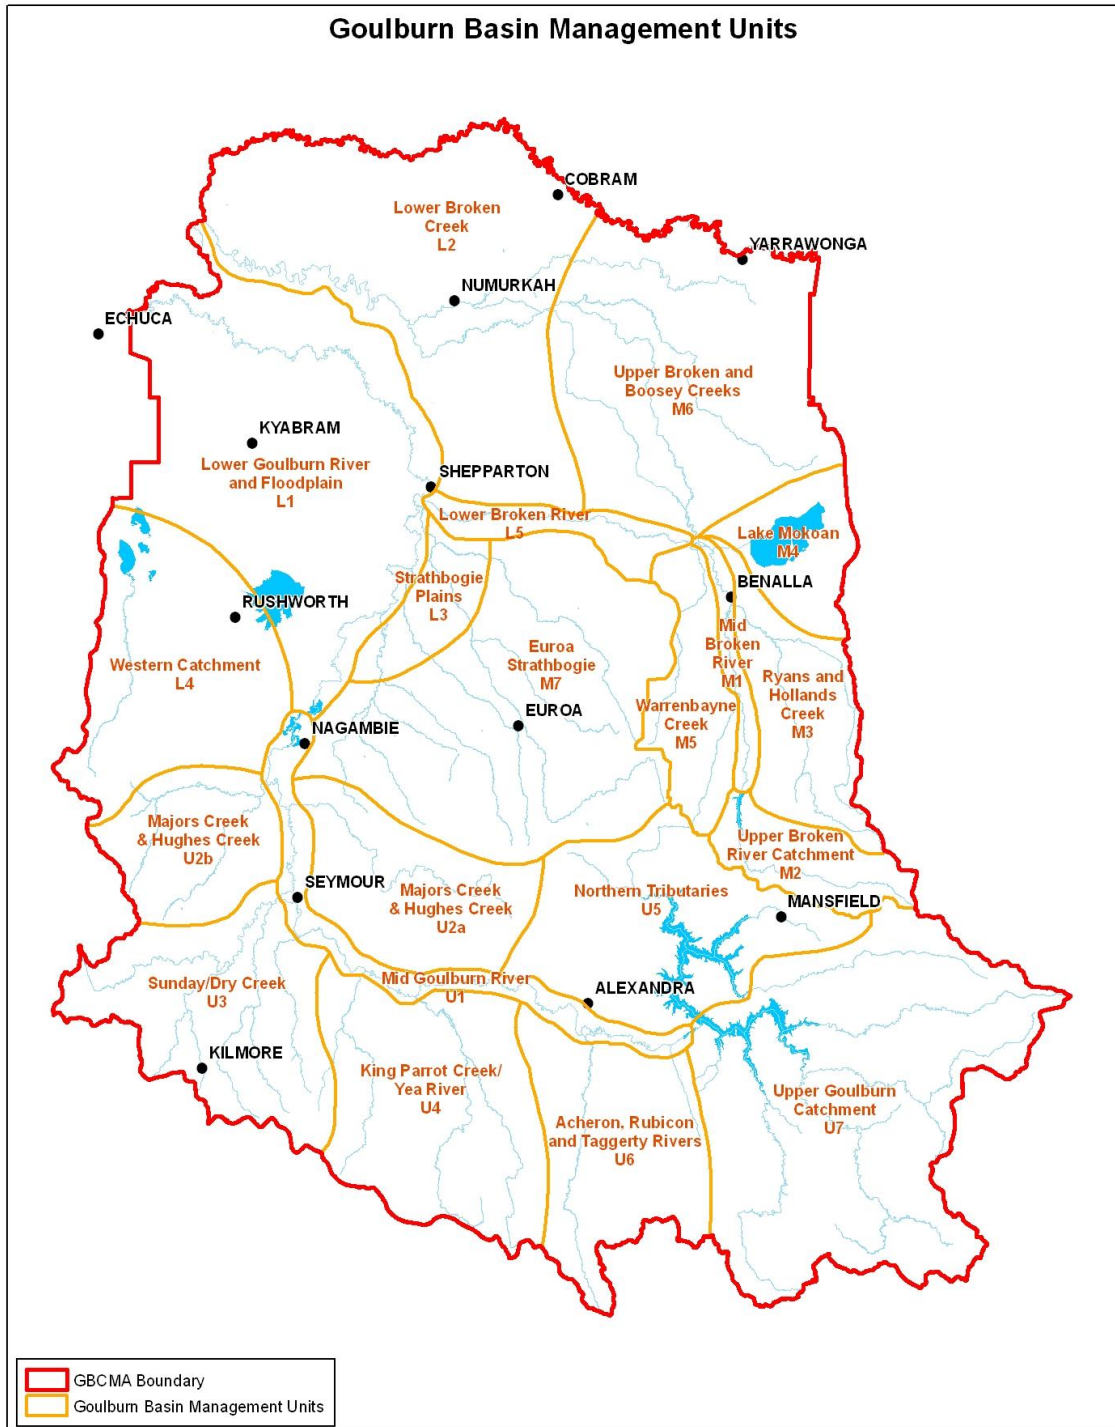 Goulburn Basin Management Units
COBRAM
Lower Broken
Creek
L2
YARRAWONGA
NUMURKAH
ECHUCA
Upper Broken and
Boosey Creeks
M6
KYABRAM
Lower Goulburn River
and Floodplain
L1
SHEPPARTON
Lower Broken River
L5
Lake Mokoan
M4
Strathbogie
Plains
L3
BENALLA
RUSHWORTH
Mid
Broken
River
M1
Euroa
Strathbogie
M7
Western Catchment
L4
Ryans and
Hollands
Creek
M3
Warrenbayne
Creek
M5
EUROA
NAGAMBIE
Majors Creek
& Hughes Creek
U2b
Upper Broken
River Catchment
M2
SEYMOUR
Majors Creek
& Hughes Creek
U2a
Northern Tributaries
U5
MANSFIELD
Sunday/Dry Creek
U3
Mid Goulburn River
U1
ALEXANDRA
KILMORE
King Parrot Creek/
Yea River
U4
Upper Goulburn
Catchment
U7
Acheron, Rubicon
and Taggerty Rivers
U6
GBCMA Boundary
Goulburn Basin Management Units